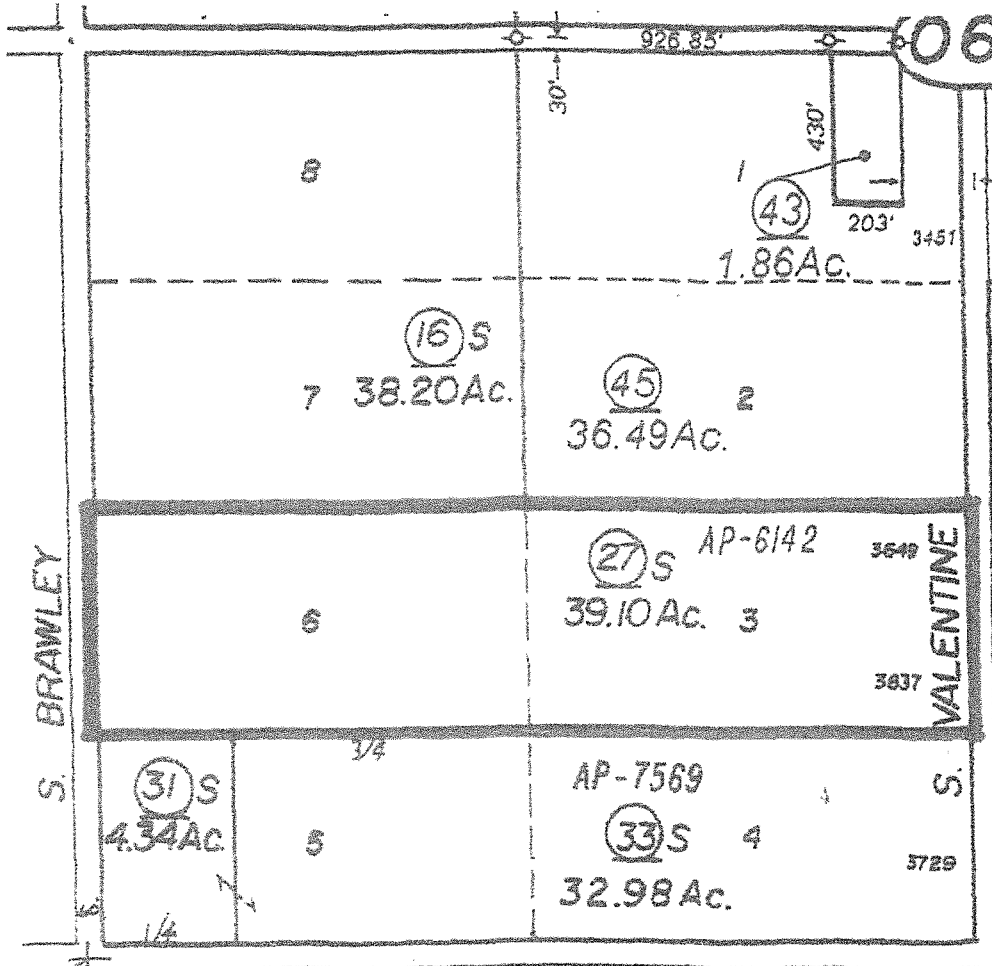 06
926.85'
30'
430'
8
1
43
203'
3451
1.86Ac.
16 S
38.20Ac.
7
45
2
36.49Ac.
AP-6142
3649
27 S
39.10Ac.
3
6
3637
S. BRAWLEY
S. VALENTINE
1/4
31 S
4.34Ac.
AP-7569
33 S
4
5
3729
32.98Ac.
1/4